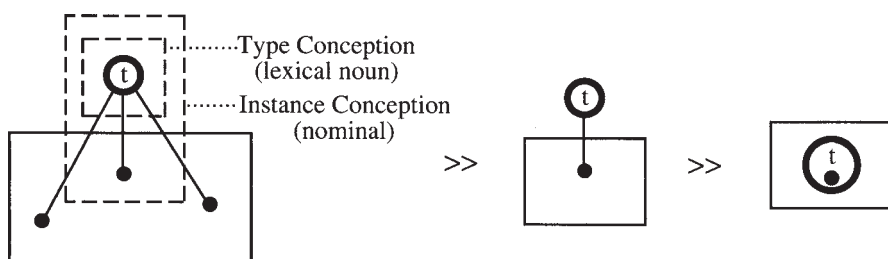 t
Type Conception
(lexical noun)
Instance Conception
(nominal)
>>
t
>>
t